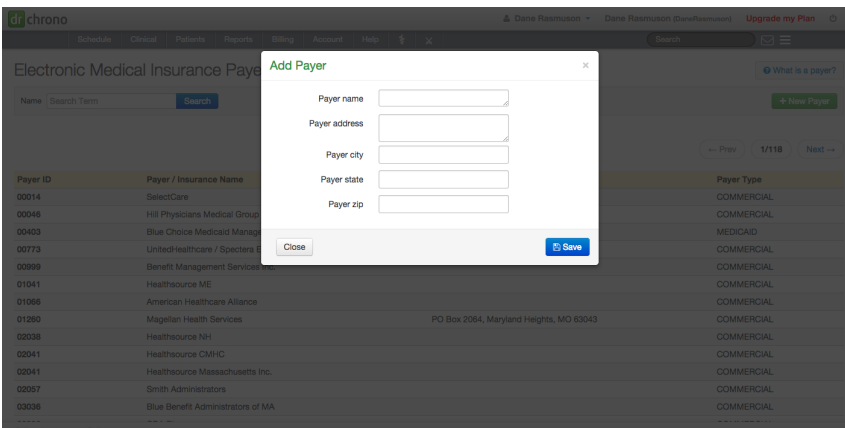 dr chrono
Dane Rasmuson Dane Rasmuson (DaneRasmuson) Upgrade my Plan
Schedule Clinical Patients Reports Billing Account Help Search
Electronic Medical Insurance Paye
What is a payer?
Add Payer ×
Name Search Term Search
+ New Payer
Payer name
Payer address
Payer city
Payer state
Payer zip
Close Save
← Prev 1/118 Next →
Payer ID Payer / Insurance Name Payer Type
00014 SelectCare COMMERCIAL
00046 Hill Physicians Medical Group COMMERCIAL
00403 Blue Choice Medicaid Manage MEDICAID
00773 UnitedHealthcare / Spectera E COMMERCIAL
00999 Benefit Management Services Inc. COMMERCIAL
01041 Healthsource ME COMMERCIAL
01066 American Healthcare Alliance COMMERCIAL
01260 Magellan Health Services PO Box 2064, Maryland Heights, MO 63043 COMMERCIAL
02038 Healthsource NH COMMERCIAL
02041 Healthsource CMHC COMMERCIAL
02041 Healthsource Massachusetts Inc. COMMERCIAL
02057 Smith Administrators COMMERCIAL
03036 Blue Benefit Administrators of MA COMMERCIAL